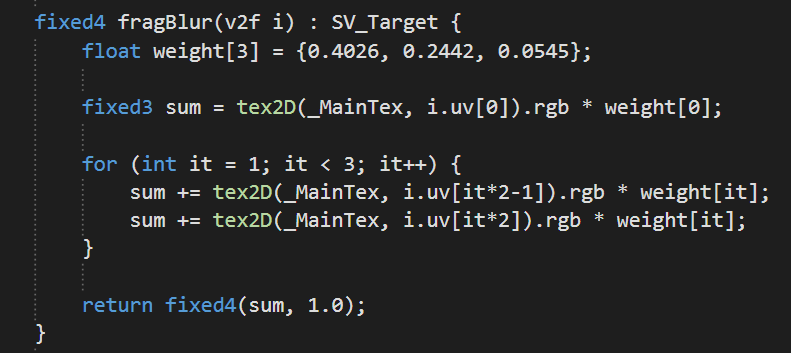 fixed4 fragBlur(v2f i) : SV_Target {
    float weight[3] = {0.4026, 0.2442, 0.0545};

    fixed3 sum = tex2D(_MainTex, i.uv[0]).rgb * weight[0];

    for (int it = 1; it < 3; it++) {
        sum += tex2D(_MainTex, i.uv[it*2-1]).rgb * weight[it];
        sum += tex2D(_MainTex, i.uv[it*2]).rgb * weight[it];
    }

    return fixed4(sum, 1.0);
}